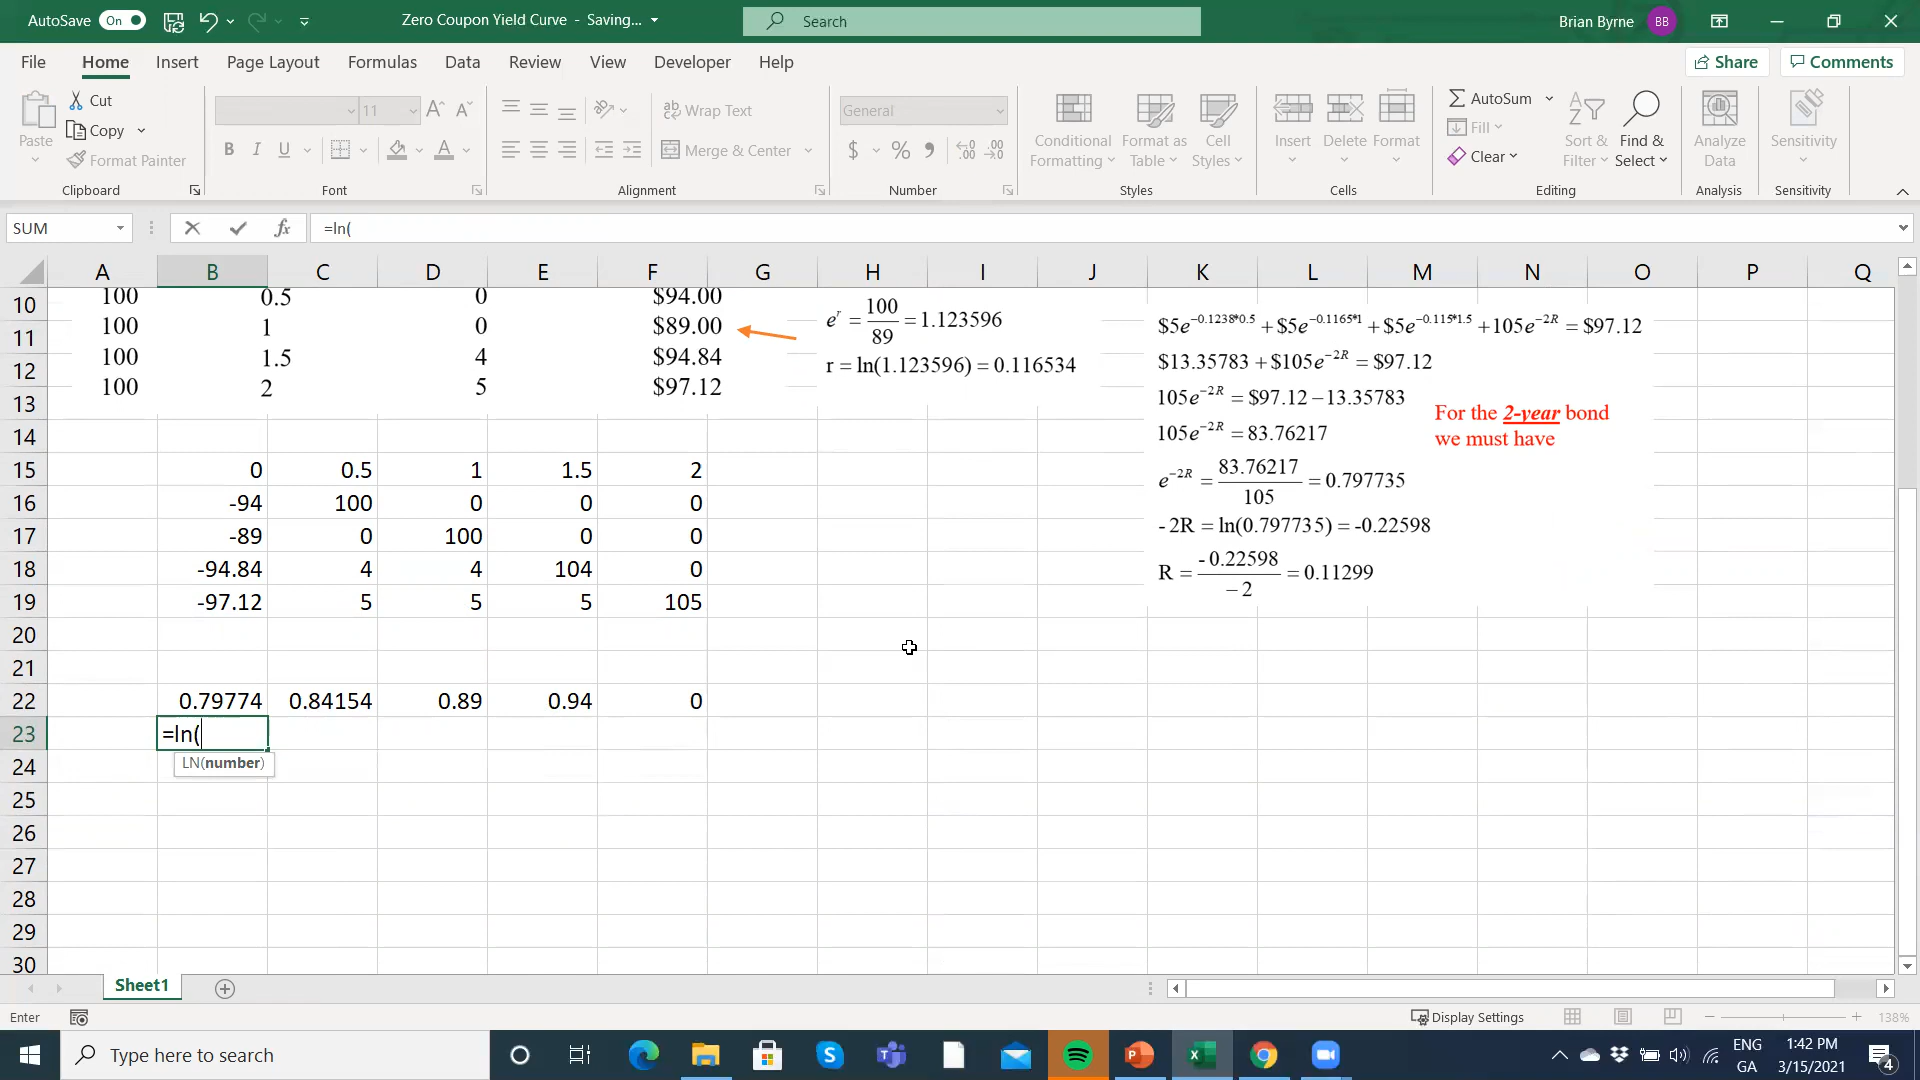 AutoSave On Zero Coupon Yield Curve - Saving... Search Brian Byrne BB
File Home Insert Page Layout Formulas Data Review View Developer Help Share Comments
Paste Cut Copy Format Painter
11
B I U A
Wrap Text
Merge & Center
General
$ %
Conditional Formatting
Format as Table
Cell Styles
Insert Delete Format
AutoSum
Fill
Clear
Sort & Filter
Find & Select
Analyze Data
Sensitivity
Clipboard Font Alignment Number Styles Cells Editing Analysis Sensitivity
SUM fx =ln(
A B C D E F G H I J K L M N O P Q
10 100 0.5 0 $94.00
11 100 1 0 $89.00
12 100 1.5 4 $94.84
13 100 2 5 $97.12
e^r = 100/89 = 1.123596
r = ln(1.123596) = 0.116534
$5e^-0.1238*0.5 + $5e^-0.1165*1 + $5e^-0.115*1.5 + 105e^-2R = $97.12
$13.35783 + $105e^-2R = $97.12
105e^-2R = $97.12 - 13.35783
105e^-2R = 83.76217
e^-2R = 83.76217/105 = 0.797735
- 2R = ln(0.797735) = -0.22598
R = - 0.22598/- 2 = 0.11299
For the 2-year bond
we must have
14
15 0 0.5 1 1.5 2
16 -94 100 0 0 0
17 -89 0 100 0 0
18 -94.84 4 4 104 0
19 -97.12 5 5 5 105
20
21
22 0.79774 0.84154 0.89 0.94 0
23 =ln(
LN(number)
24
25
26
27
28
29
30
Sheet1
Enter Display Settings 138%
Type here to search
ENG
GA
1:42 PM
3/15/2021
4